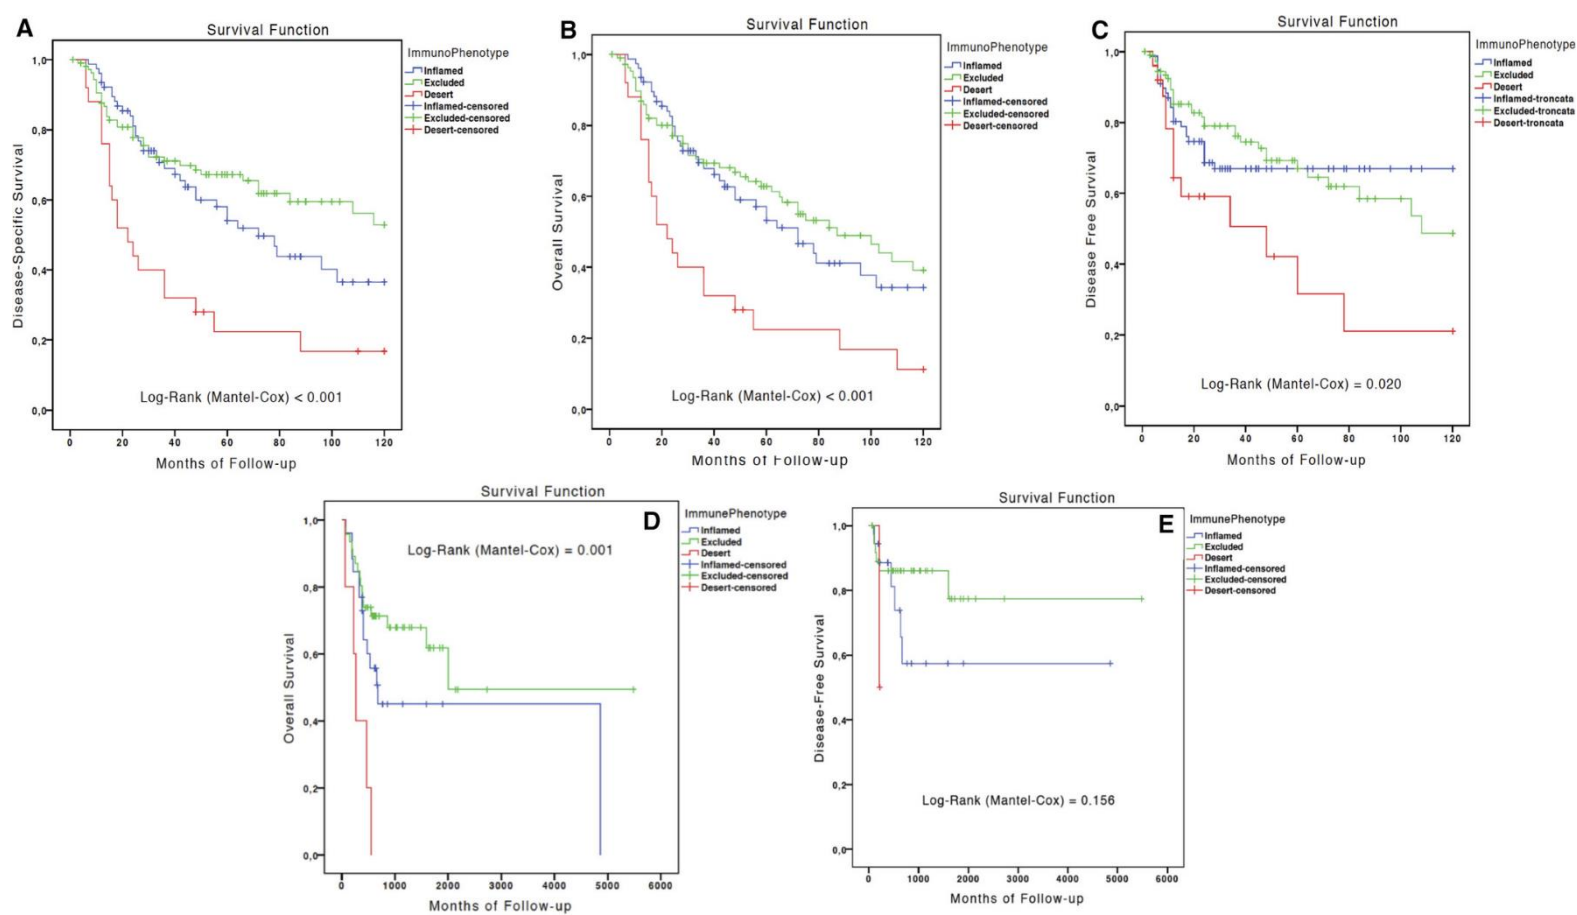 A
Survival Function
Disease-Specific Survival
1,0
0,8
0,6
0,4
0,2
0,0
0 20 40 60 80 100 120
Months of Follow-up
Log-Rank (Mantel-Cox) < 0.001
ImmunoPhenotype
Inflamed
Excluded
Desert
Inflamed-censored
Excluded-censored
Desert-censored
B
Survival Function
Overall Survival
1,0
0,8
0,6
0,4
0,2
0,0
0 20 40 60 80 100 120
Months of Follow-up
Log-Rank (Mantel-Cox) < 0.001
ImmunoPhenotype
Inflamed
Excluded
Desert
Inflamed-censored
Excluded-censored
Desert-censored
C
Survival Function
Disease Free Survival
1,0
0,8
0,6
0,4
0,2
0,0
0 20 40 60 80 100 120
Months of Follow-up
Log-Rank (Mantel-Cox) = 0.020
ImmunoPhenotype
Inflamed
Excluded
Desert
Inflamed-troncata
Excluded-troncata
Desert-troncata
D
Survival Function
Overall Survival
1,0
0,8
0,6
0,4
0,2
0,0
0 1000 2000 3000 4000 5000 6000
Months of Follow-up
Log-Rank (Mantel-Cox) = 0.001
ImmunePhenotype
Inflamed
Excluded
Desert
Inflamed-censored
Excluded-censored
Desert-censored
E
Survival Function
Disease-Free Survival
1,0
0,8
0,6
0,4
0,2
0,0
0 1000 2000 3000 4000 5000 6000
Months of Follow-up
Log-Rank (Mantel-Cox) = 0.156
ImmunePhenotype
Inflamed
Excluded
Desert
Inflamed-censored
Excluded-censored
Desert-censored